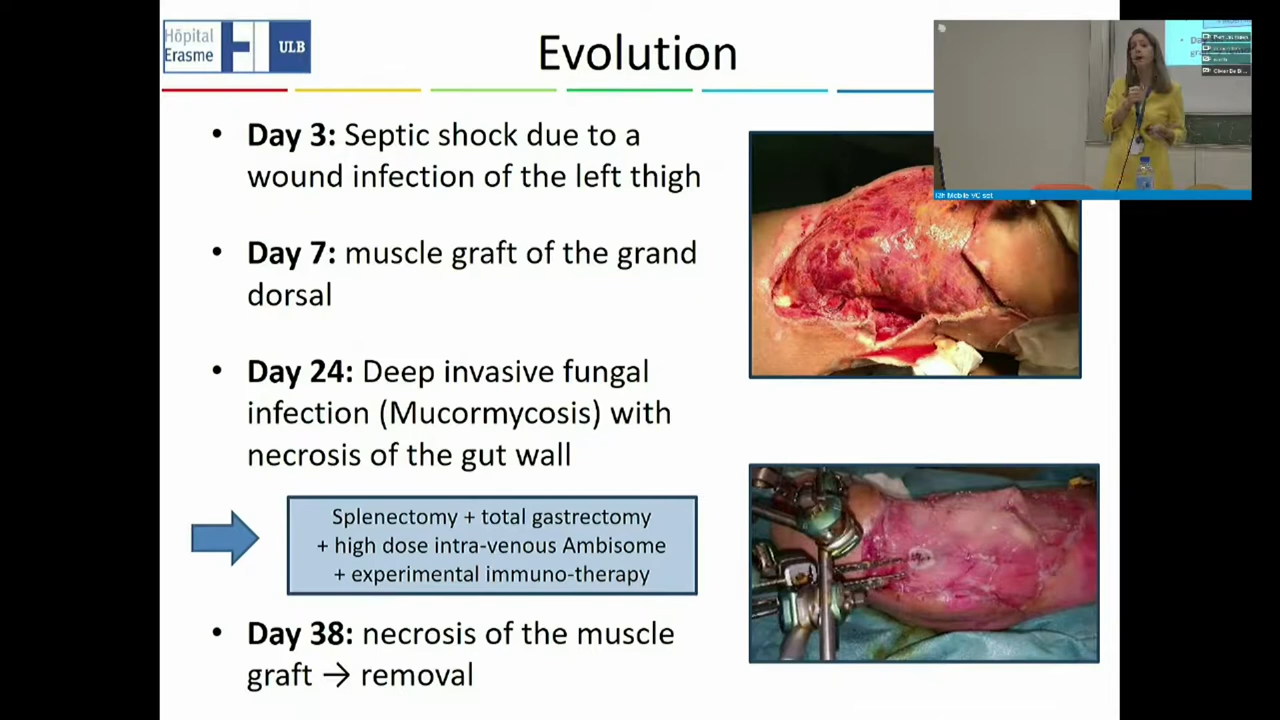 Hôpital
Erasme
ULB
Evolution
• Day 3: Septic shock due to a
wound infection of the left thigh
• Day 7: muscle graft of the grand
dorsal
• Day 24: Deep invasive fungal
infection (Mucormycosis) with
necrosis of the gut wall
Splenectomy + total gastrectomy
+ high dose intra-venous Ambisome
+ experimental immuno-therapy
• Day 38: necrosis of the muscle
graft → removal